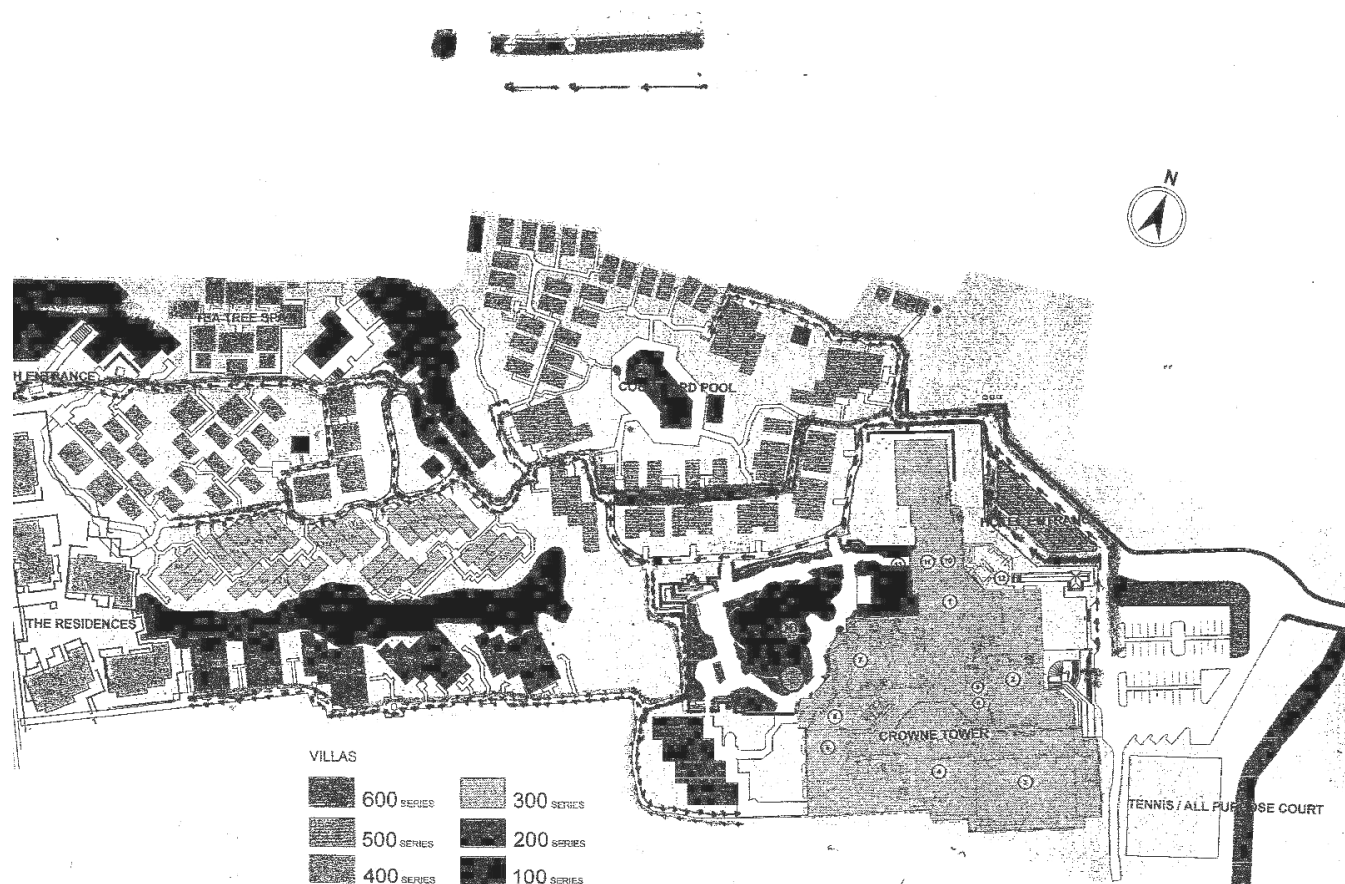 N
TEA TREE SPA
H ENTRANCE
COURTYARD POOL
HOTEL ENTRANCE
THE RESIDENCES
CROWNE TOWER
TENNIS / ALL PURPOSE COURT
VILLAS
600 SERIES
300 SERIES
500 SERIES
200 SERIES
400 SERIES
100 SERIES